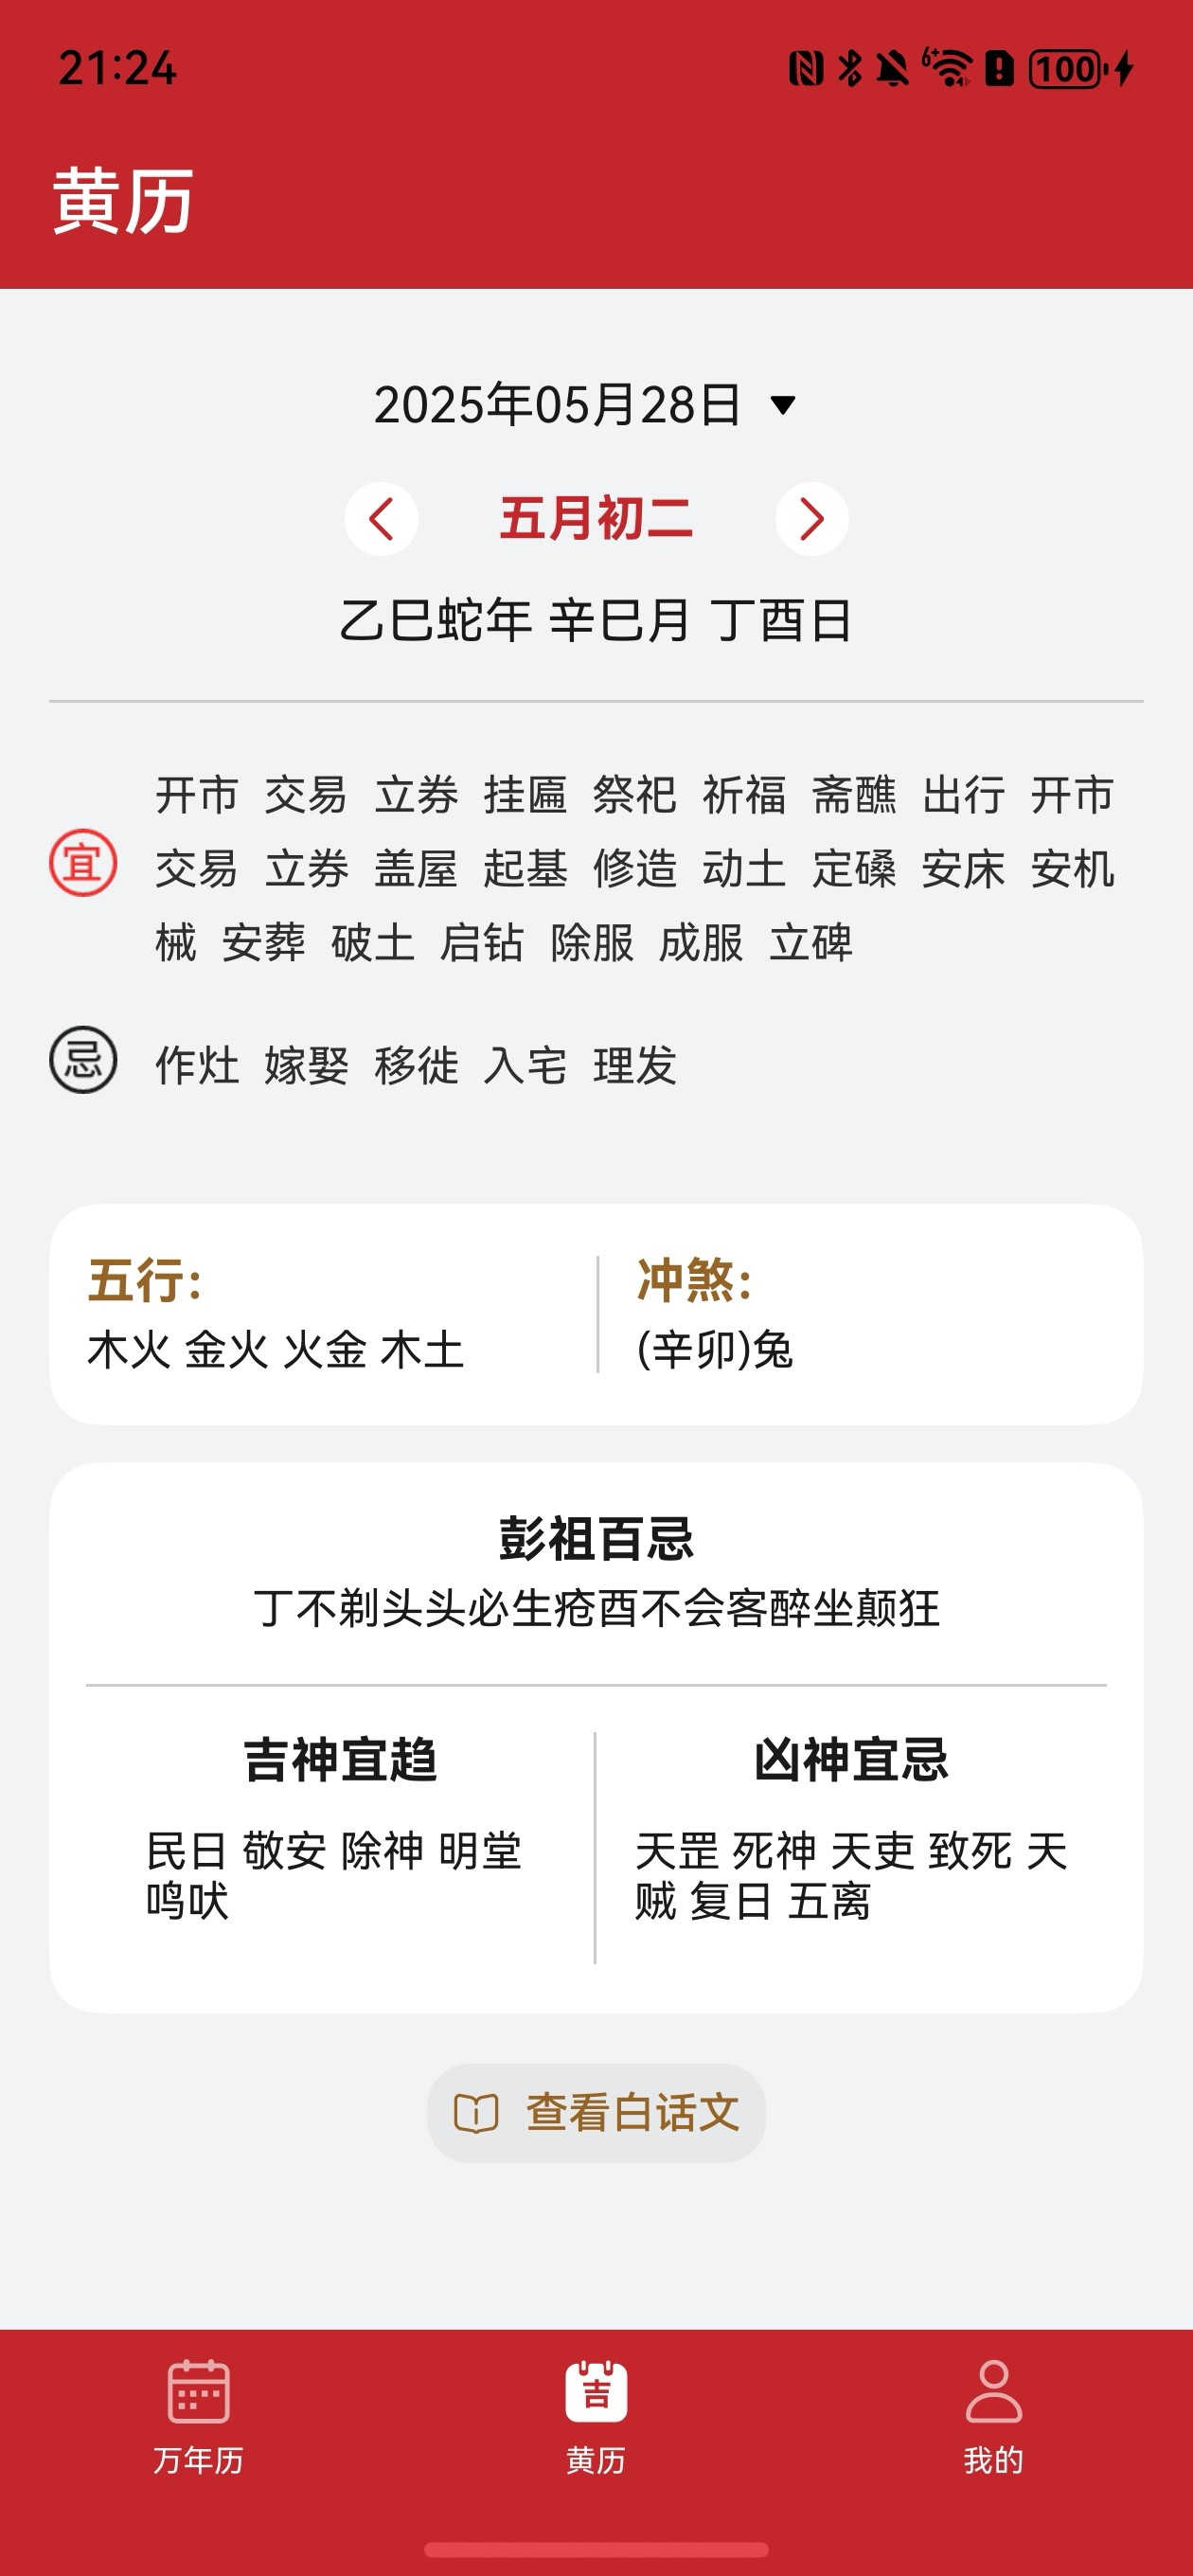 21:24
6+
100
黄历
2025年05月28日
五月初二
乙巳蛇年 辛巳月 丁酉日
宜
开市 交易 立券 挂匾 祭祀 祈福 斋醮 出行 开市
交易 立券 盖屋 起基 修造 动土 定磉 安床 安机
械 安葬 破土 启钻 除服 成服 立碑
忌
作灶 嫁娶 移徙 入宅 理发
五行:
木火 金火 火金 木土
冲煞:
(辛卯)兔
彭祖百忌
丁不剃头头必生疮酉不会客醉坐颠狂
吉神宜趋
民日 敬安 除神 明堂
鸣吠
凶神宜忌
天罡 死神 天吏 致死 天
贼 复日 五离
查看白话文
万年历
吉
黄历
我的